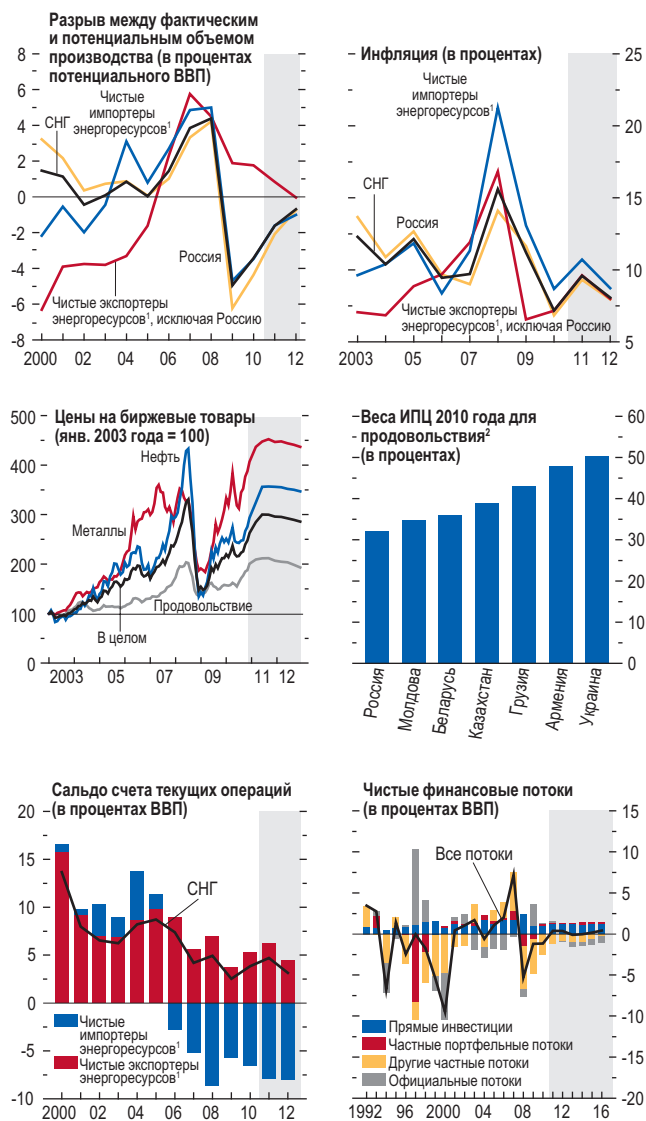 Разрыв между фактическим
и потенциальным объемом
производства (в процентах
потенциального ВВП)
8
6
4
2
0
-2
-4
-6
-8
СНГ
Чистые
импортеры
энергоресурсов¹
Россия
Чистые экспортеры
энергоресурсов¹, исключая Россию
2000 02 04 06 08 10 12
Инфляция (в процентах)
25
20
15
10
5
Чистые
импортеры
энергоресурсов¹
СНГ
Россия
Чистые экспортеры
энергоресурсов¹, исключая Россию
2003 05 07 09 11 12
Цены на биржевые товары
(янв. 2003 года = 100)
500
400
300
200
100
0
Нефть
Металлы
Продовольствие
В целом
2003 05 07 09 11 12
Веса ИПЦ 2010 года для
продовольствия²
(в процентах)
60
50
40
30
20
10
0
Россия
Молдова
Беларусь
Казахстан
Грузия
Армения
Украина
Сальдо счета текущих операций
(в процентах ВВП)
20
15
10
5
0
-5
-10
СНГ
Чистые
импортеры
энергоресурсов¹
Чистые экспортеры
энергоресурсов¹
2000 02 04 06 08 10 12
Чистые финансовые потоки
(в процентах ВВП)
15
10
5
0
-5
-10
-15
-20
Все потоки
Прямые инвестиции
Частные портфельные потоки
Другие частные потоки
Официальные потоки
1992 96 2000 04 08 12 16